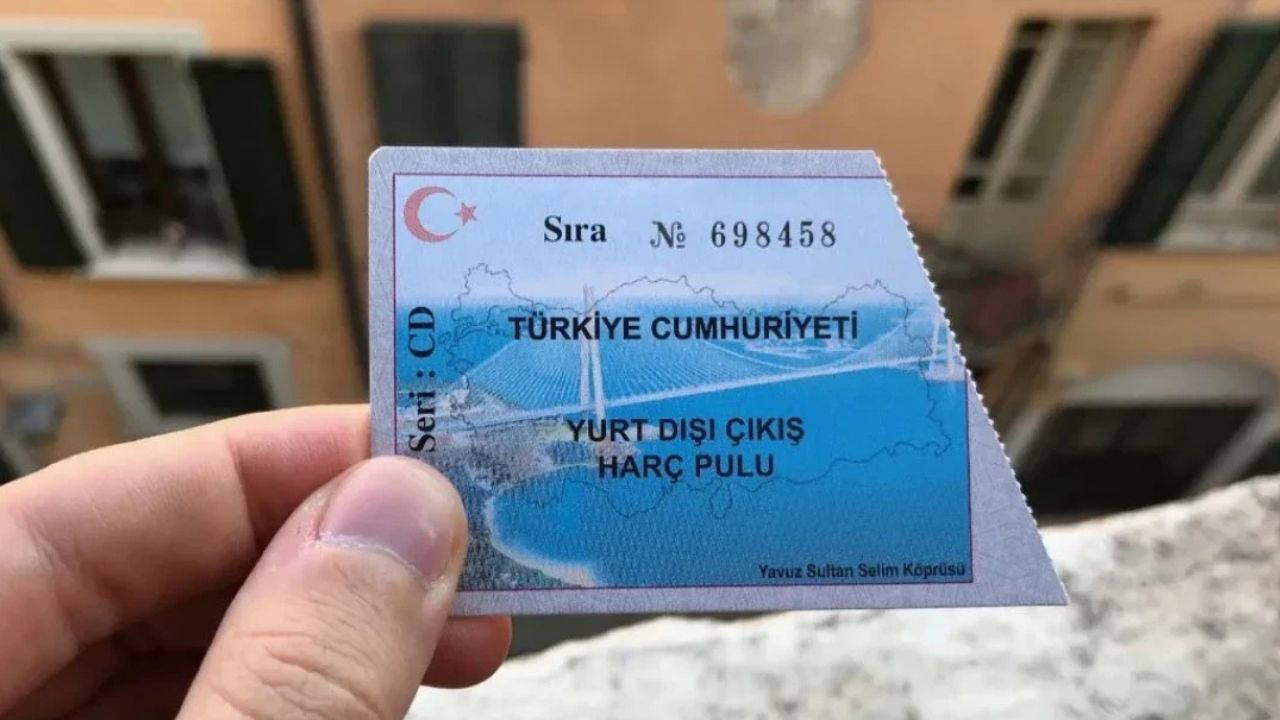 Sıra № 698458
Seri : CD
TÜRKİYE CUMHURİYETİ
YURT DIŞI ÇIKIŞ
HARÇ PULU
Yavuz Sultan Selim Köprüsü